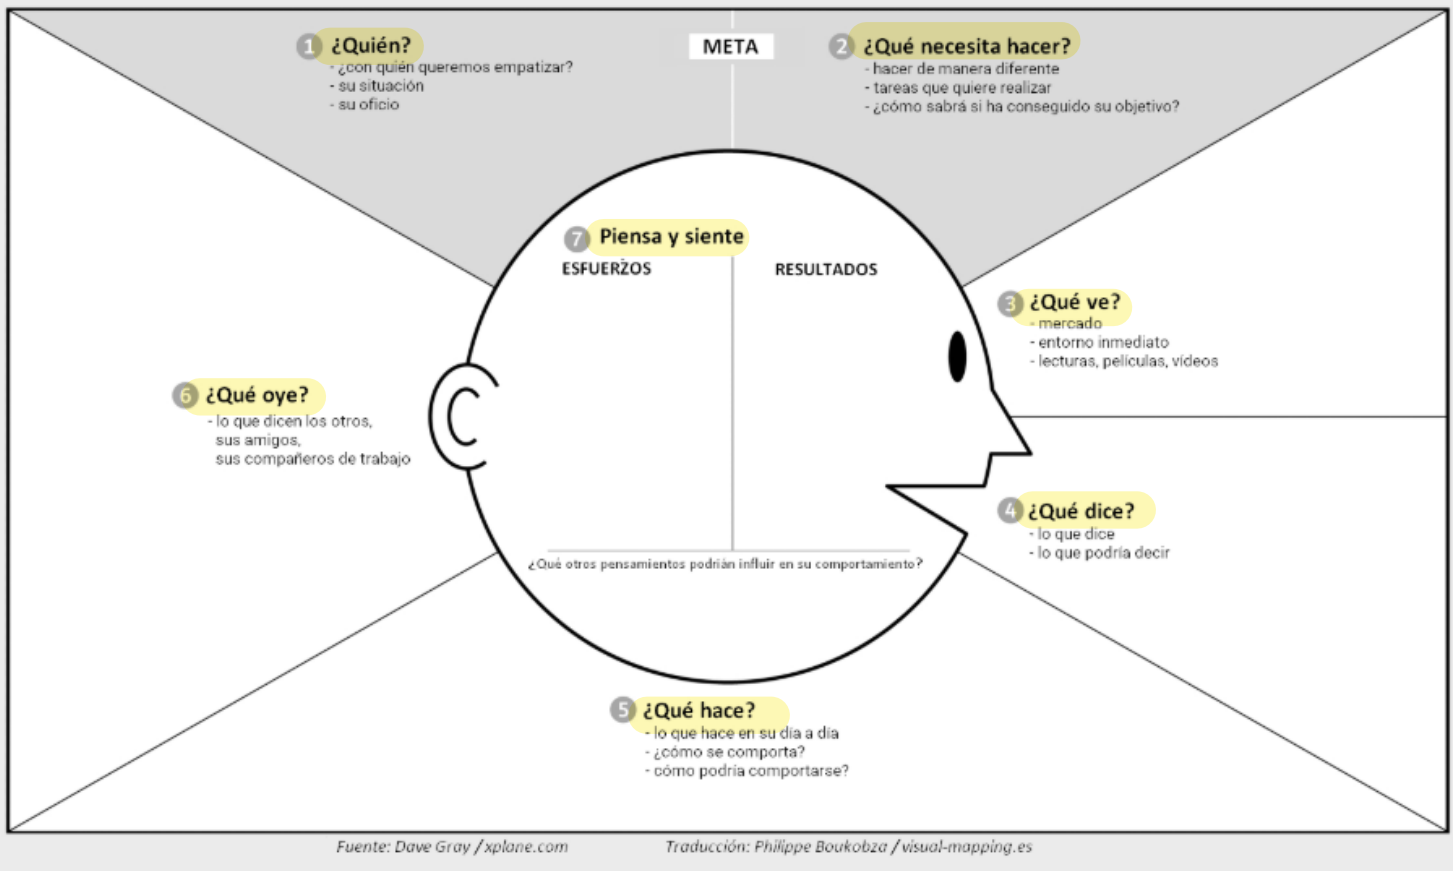 META
1 ¿Quién?
- ¿con quién queremos empatizar?
- su situación
- su oficio
2 ¿Qué necesita hacer?
- hacer de manera diferente
- tareas que quiere realizar
- ¿cómo sabrá si ha conseguido su objetivo?
7 Piensa y siente
ESFUERZOS
RESULTADOS
¿Qué otros pensamientos podrián influir en su comportamiento?
3 ¿Qué ve?
- mercado
- entorno inmediato
- lecturas, películas, vídeos
4 ¿Qué dice?
- lo que dice
- lo que podría decir
5 ¿Qué hace?
- lo que hace en su día a día
- ¿cómo se comporta?
- cómo podría comportarse?
6 ¿Qué oye?
- lo que dicen los otros,
sus amigos,
sus compañeros de trabajo
Fuente: Dave Gray / xplane.com
Traducción: Philippe Boukobza / visual-mapping.es